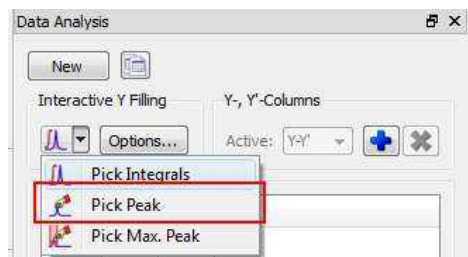 Data Analysis
New
Interactive Y Filling
Y-, Y'-Columns
Options...
Active: Y-Y'
Pick Integrals
Pick Peak
Pick Max. Peak